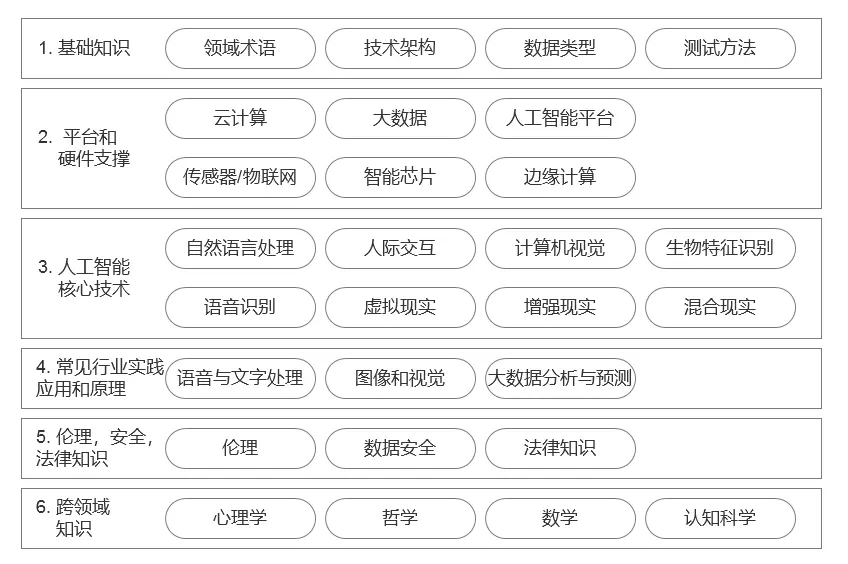 1. 基础知识
领域术语
技术架构
数据类型
测试方法
2. 平台和
硬件支撑
云计算
大数据
人工智能平台
传感器/物联网
智能芯片
边缘计算
3. 人工智能
核心技术
自然语言处理
人际交互
计算机视觉
生物特征识别
语音识别
虚拟现实
增强现实
混合现实
4. 常见行业实践
应用和原理
语音与文字处理
图像和视觉
大数据分析与预测
5. 伦理，安全，
法律知识
伦理
数据安全
法律知识
6. 跨领域
知识
心理学
哲学
数学
认知科学